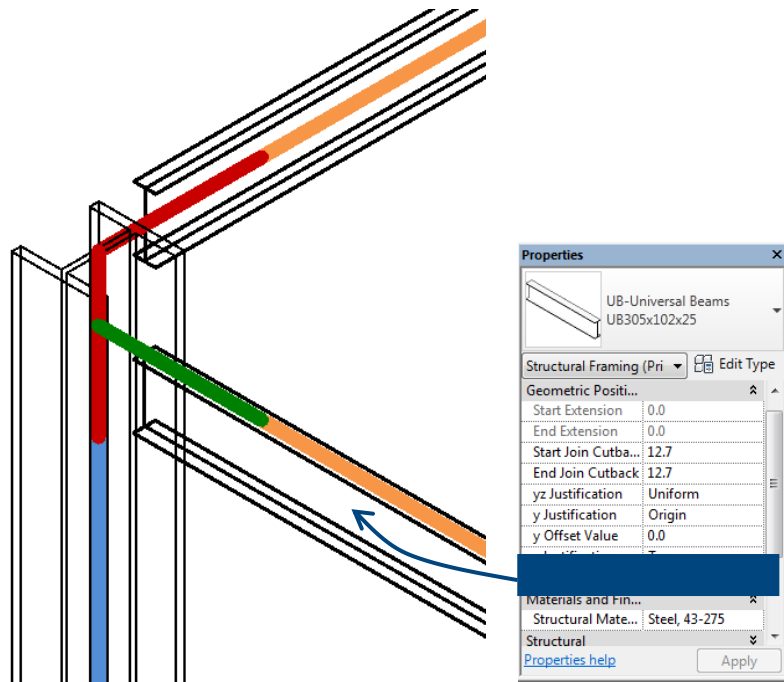 Properties
UB-Universal Beams
UB305x102x25
Structural Framing (Pri
Edit Type
Geometric Positi...
Start Extension 0.0
End Extension 0.0
Start Join Cutba... 12.7
End Join Cutback 12.7
yz Justification Uniform
y Justification Origin
y Offset Value 0.0
Materials and Fin...
Structural Mate... Steel, 43-275
Structural
Properties help
Apply